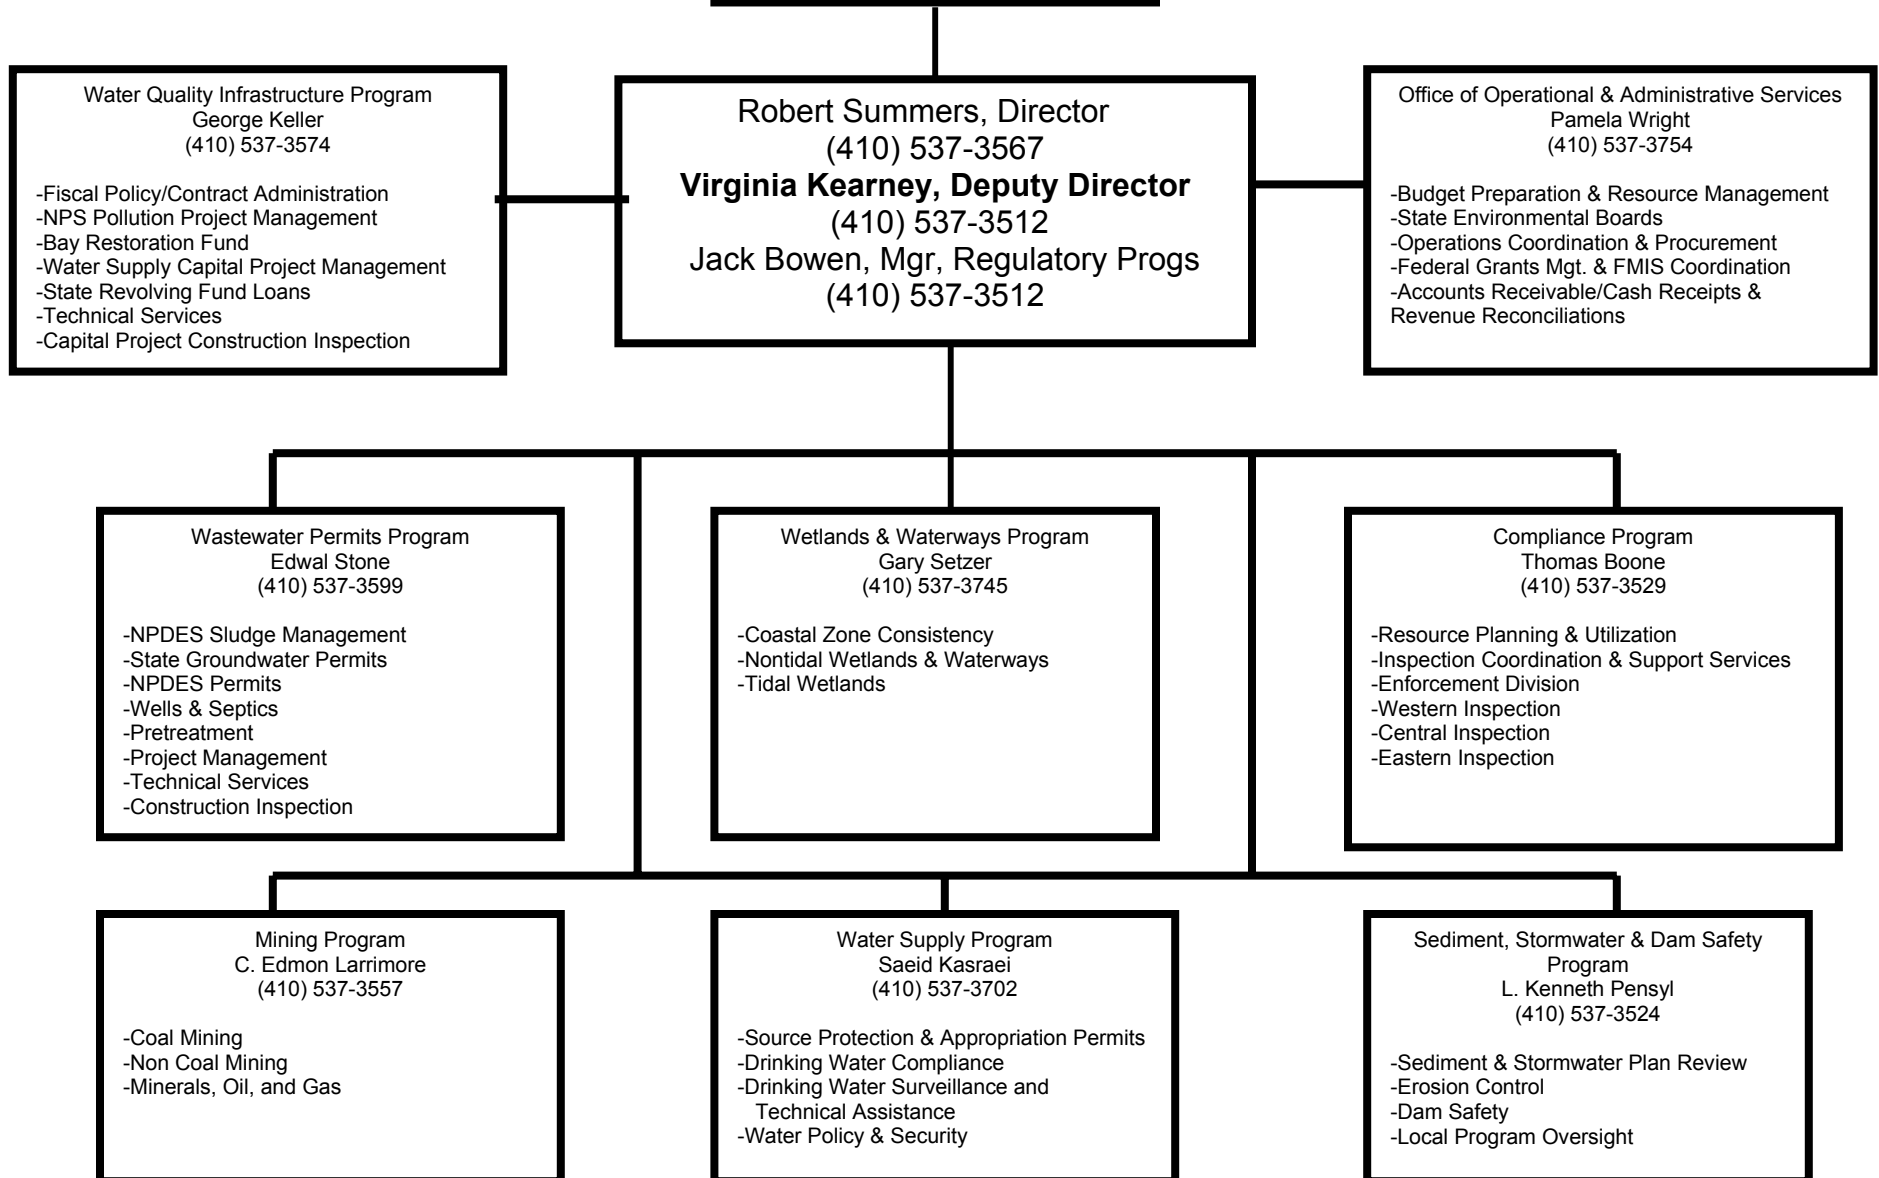 Water Quality Infrastructure Program
George Keller
(410) 537-3574
-Fiscal Policy/Contract Administration
-NPS Pollution Project Management
-Bay Restoration Fund
-Water Supply Capital Project Management
-State Revolving Fund Loans
-Technical Services
-Capital Project Construction Inspection
Robert Summers, Director
(410) 537-3567
Virginia Kearney, Deputy Director
(410) 537-3512
Jack Bowen, Mgr, Regulatory Progs
(410) 537-3512
Office of Operational & Administrative Services
Pamela Wright
(410) 537-3754
-Budget Preparation & Resource Management
-State Environmental Boards
-Operations Coordination & Procurement
-Federal Grants Mgt. & FMIS Coordination
-Accounts Receivable/Cash Receipts &
Revenue Reconciliations
Wastewater Permits Program
Edwal Stone
(410) 537-3599
-NPDES Sludge Management
-State Groundwater Permits
-NPDES Permits
-Wells & Septics
-Pretreatment
-Project Management
-Technical Services
-Construction Inspection
Wetlands & Waterways Program
Gary Setzer
(410) 537-3745
-Coastal Zone Consistency
-Nontidal Wetlands & Waterways
-Tidal Wetlands
Compliance Program
Thomas Boone
(410) 537-3529
-Resource Planning & Utilization
-Inspection Coordination & Support Services
-Enforcement Division
-Western Inspection
-Central Inspection
-Eastern Inspection
Mining Program
C. Edmon Larrimore
(410) 537-3557
-Coal Mining
-Non Coal Mining
-Minerals, Oil, and Gas
Water Supply Program
Saeid Kasraei
(410) 537-3702
-Source Protection & Appropriation Permits
-Drinking Water Compliance
-Drinking Water Surveillance and
Technical Assistance
-Water Policy & Security
Sediment, Stormwater & Dam Safety
Program
L. Kenneth Pensyl
(410) 537-3524
-Sediment & Stormwater Plan Review
-Erosion Control
-Dam Safety
-Local Program Oversight